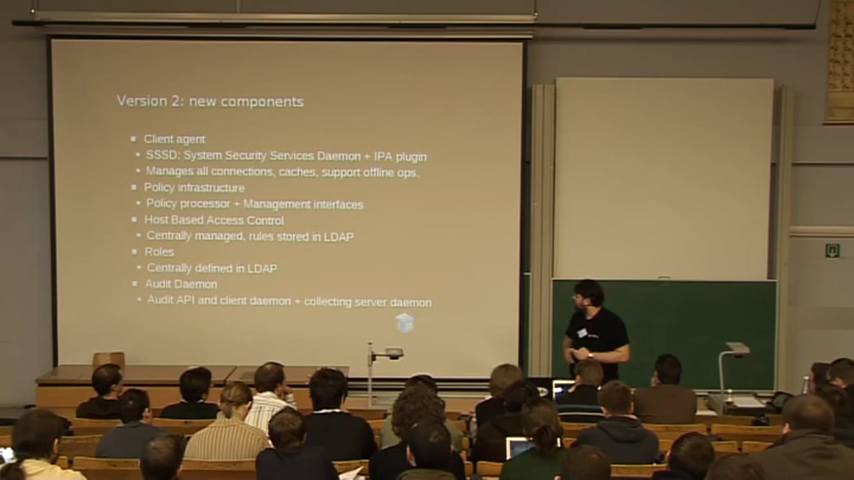 Version 2: new components
Client agent
SSSD: System Security Services Daemon + IPA plugin
Manages all connections, caches, support offline ops.
Policy infrastructure
Policy processor + Management interfaces
Host Based Access Control
Centrally managed, rules stored in LDAP
Roles
Centrally defined in LDAP
Audit Daemon
Audit API and client daemon + collecting server daemon